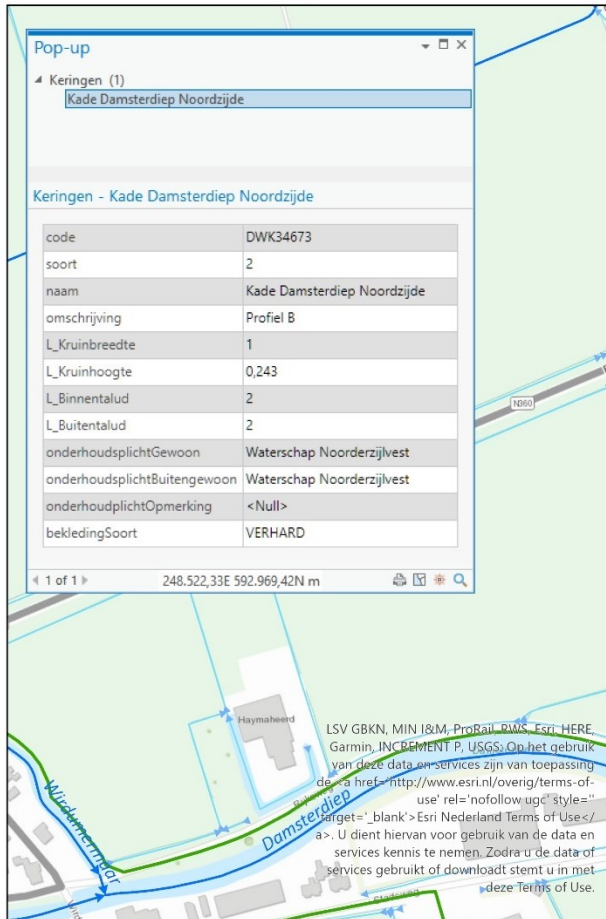 Pop-up
Keringen (1)
Kade Damsterdiep Noordzijde
Keringen - Kade Damsterdiep Noordzijde
code DWK34673
soort 2
naam Kade Damsterdiep Noordzijde
omschrijving Profiel B
L_Kruinbreedte 1
L_Kruinhoogte 0,243
L_Binnentalud 2
L_Buitentalud 2
onderhoudsplichtGewoon Waterschap Noorderzijlvest
onderhoudsplichtBuitengewoon Waterschap Noorderzijlvest
onderhoudplichtOpmerking <Null>
bekledingSoort VERHARD
1 of 1 248.522,33E 592.969,42N m
N360
Haymaheerd
Wirdumermaar
Damsterdiep
Stadsweg
LSV GBKN, MIN I&M, ProRail, RWS, Esri, HERE,
Garmin, INCREMENT P, USGS: Op het gebruik
van deze data en services zijn van toepassing
de <a href='http://www.esri.nl/overig/terms-of-
use' rel='nofollow ugc' style=''
target='_blank'>Esri Nederland Terms of Use</
a>. U dient hiervan voor gebruik van de data en
services kennis te nemen. Zodra u de data of
services gebruikt of downloadt stemt u in met
deze Terms of Use.